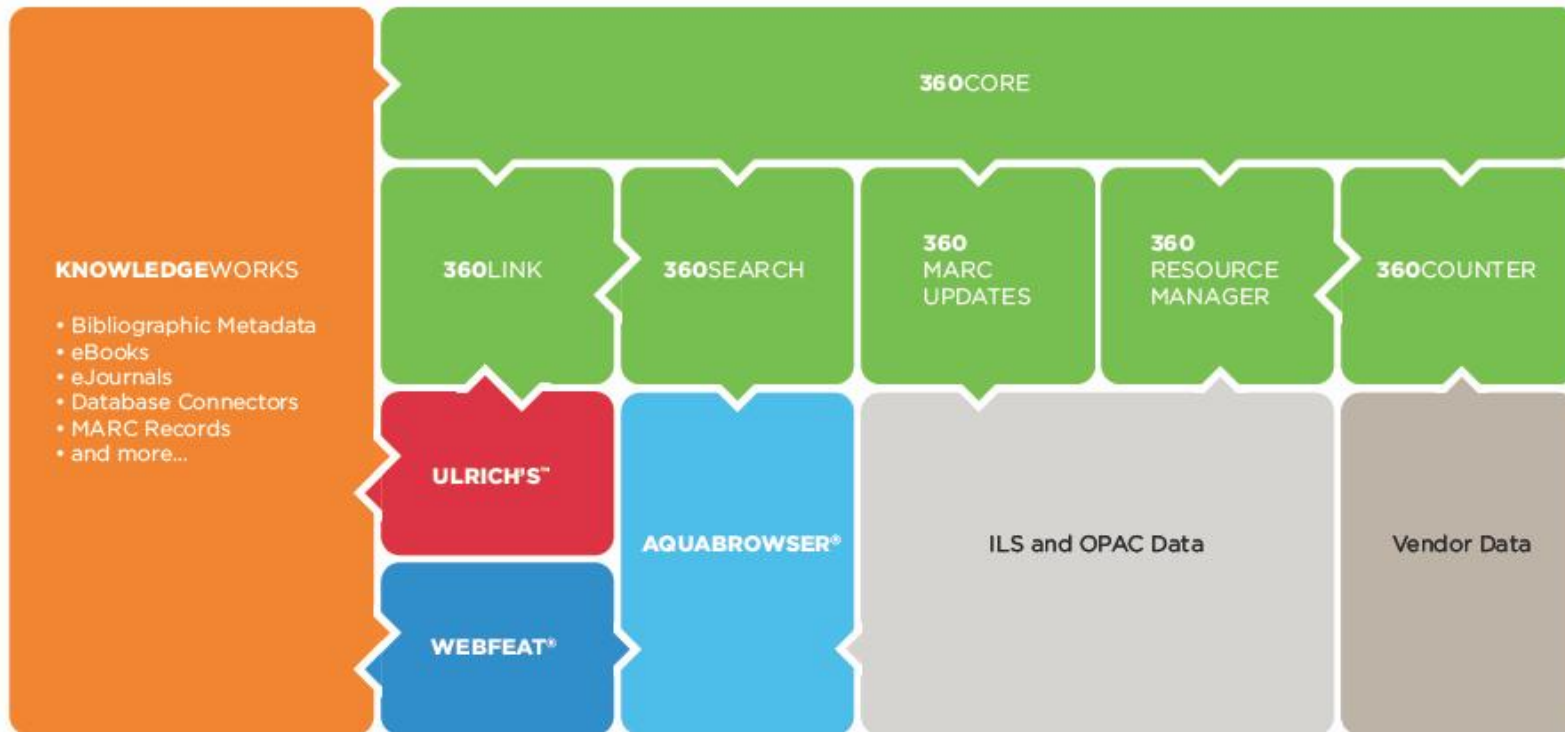 360CORE
KNOWLEDGEWORKS
• Bibliographic Metadata
• eBooks
• eJournals
• Database Connectors
• MARC Records
• and more...
360LINK
360SEARCH
360
MARC
UPDATES
360
RESOURCE
MANAGER
360COUNTER
ULRICH'S™
WEBFEAT®
AQUABROWSER®
ILS and OPAC Data
Vendor Data